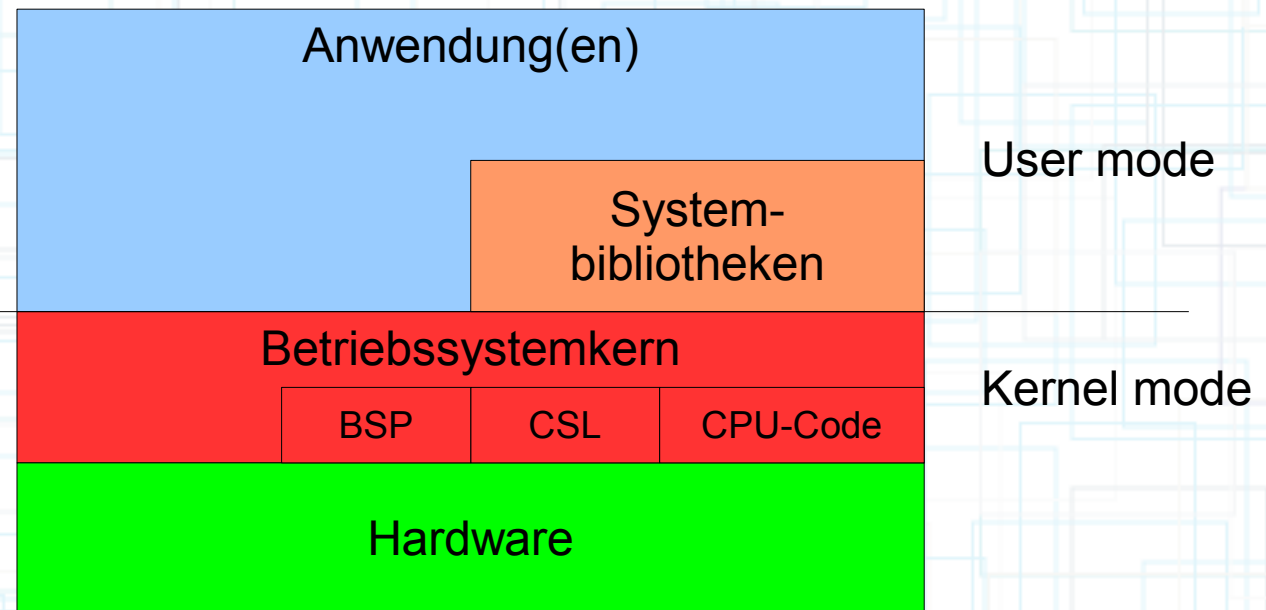 Anwendung(en)
User mode
System-
bibliotheken
Betriebssystemkern
Kernel mode
BSP CSL CPU-Code
Hardware